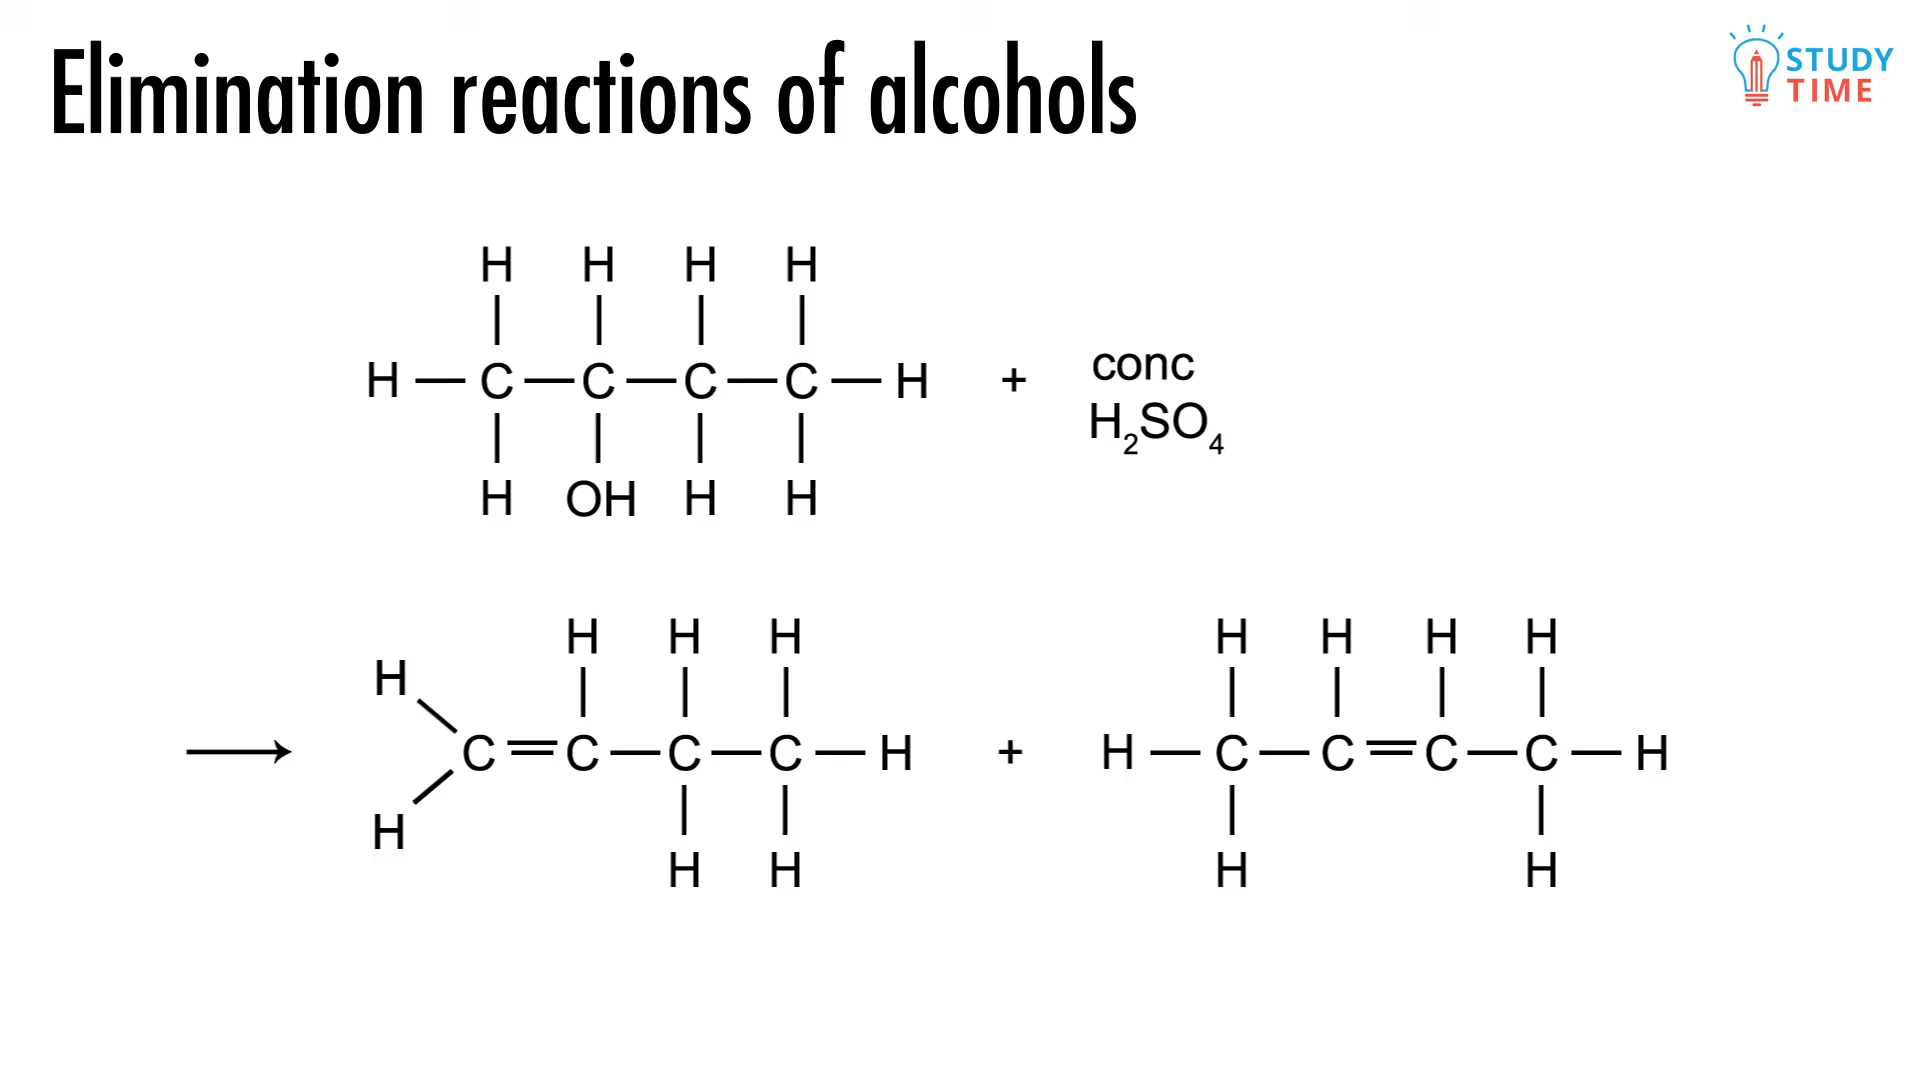 Elimination reactions of alcohols
STUDY
TIME
H H H H
H — C — C — C — C — H + conc
H₂SO₄
H OH H H
H H H H H H H
H
C = C — C — C — H + H — C — C = C — C — H
H
H H H H